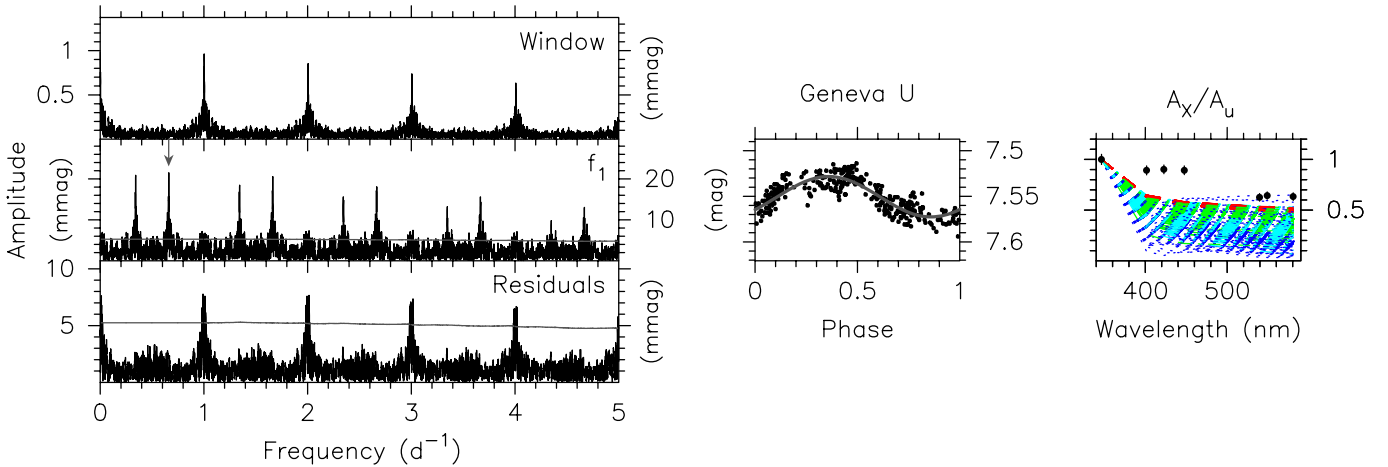 Window
1
0.5
(mmag)
f₁
20
10
(mmag)
Amplitude
(mmag)
Residuals
10
5
(mmag)
0 1 2 3 4 5
Frequency (d⁻¹)
Geneva U
7.5
7.55
7.6
(mag)
0 0.5 1
Phase
Aₓ/Aᵤ
1
0.5
400 500
Wavelength (nm)